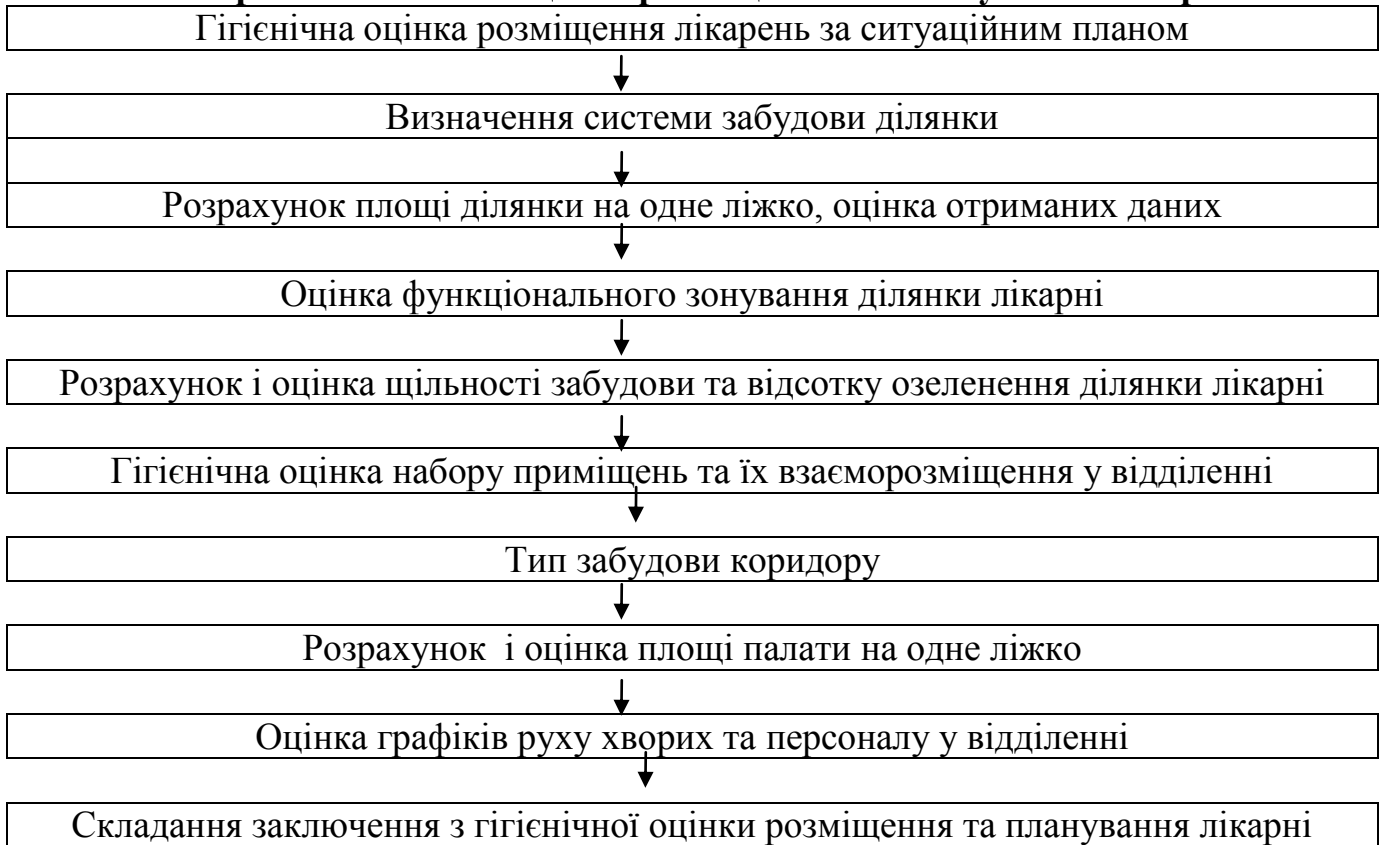 Гігієнічна оцінка розміщення лікарень за ситуаційним планом
Визначення системи забудови ділянки
Розрахунок площі ділянки на одне ліжко, оцінка отриманих даних
Оцінка функціонального зонування ділянки лікарні
Розрахунок і оцінка щільності забудови та відсотку озеленення ділянки лікарні
Гігієнічна оцінка набору приміщень та їх взаєморозміщення у відділенні
Тип забудови коридору
Розрахунок і оцінка площі палати на одне ліжко
Оцінка графіків руху хворих та персоналу у відділенні
Складання заключення з гігієнічної оцінки розміщення та планування лікарні